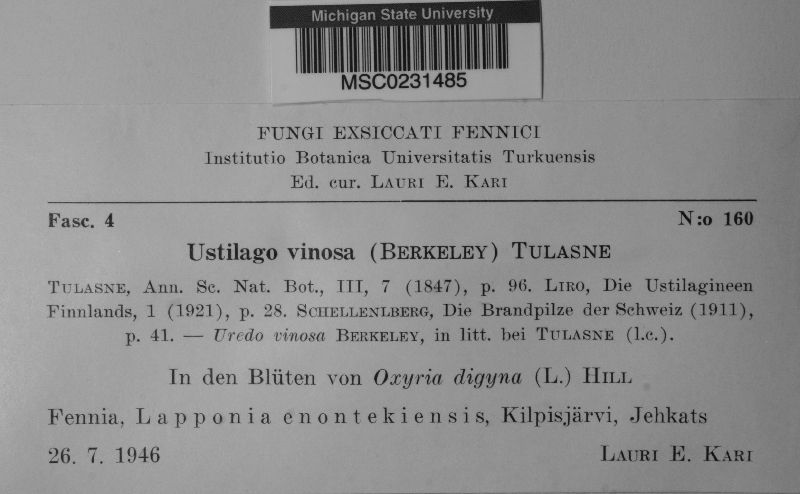 Michigan State University
MSC0231485
FUNGI EXSICCATI FENNICI
Institutio Botanica Universitatis Turkuensis
Ed. cur. LAURI E. KARI
Fasc. 4 N:o 160
Ustilago vinosa (BERKELEY) TULASNE
TULASNE, Ann. Sc. Nat. Bot., III, 7 (1847), p. 96. LIRO, Die Ustilagineen
Finnlands, 1 (1921), p. 28. SCHELLENLBERG, Die Brandpilze der Schweiz (1911),
p. 41. — Uredo vinosa BERKELEY, in litt. bei TULASNE (l.c.).
In den Blüten von Oxyria digyna (L.) HILL
Fennia, Lapponia enontekiensis, Kilpisjärvi, Jehkats
26. 7. 1946 LAURI E. KARI